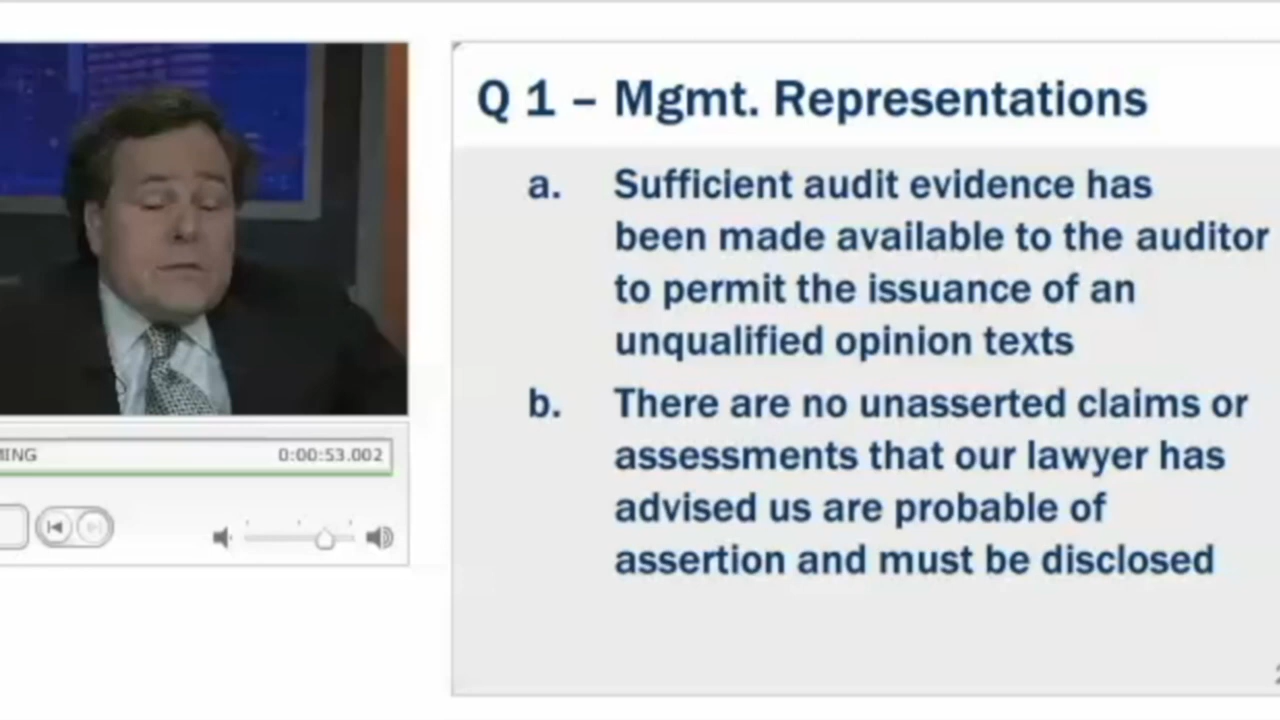 Q 1 – Mgmt. Representations
a. Sufficient audit evidence has
been made available to the auditor
to permit the issuance of an
unqualified opinion texts
b. There are no unasserted claims or
assessments that our lawyer has
advised us are probable of
assertion and must be disclosed
0:00:53.002